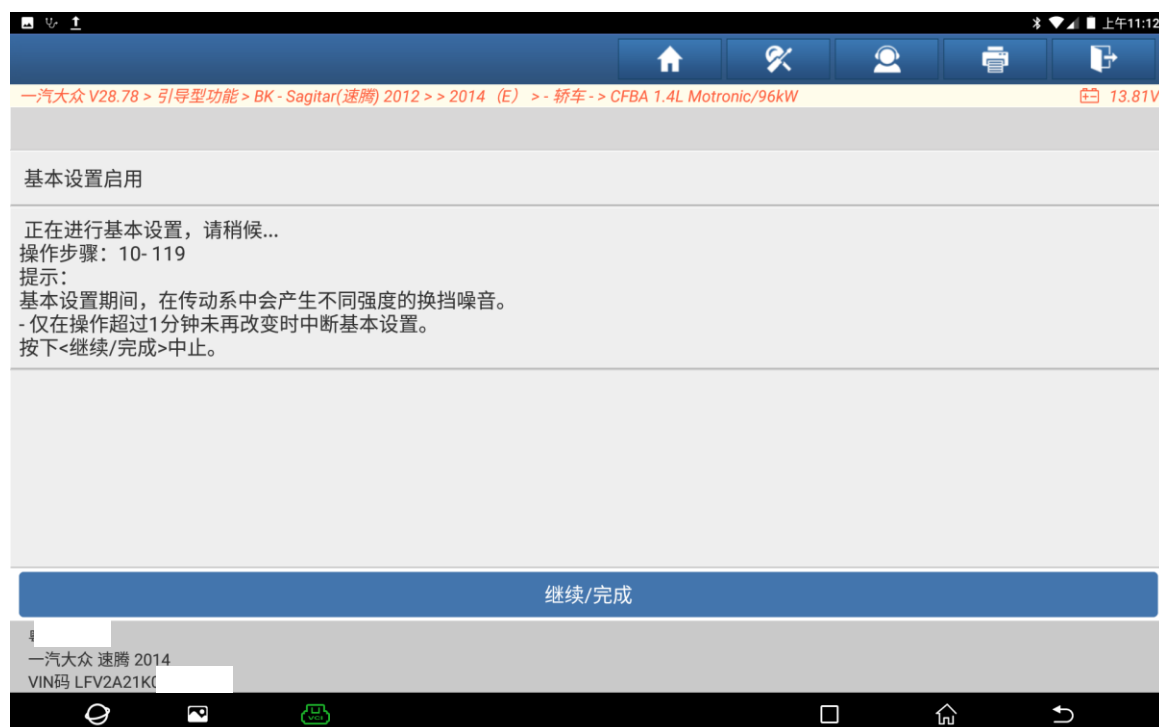 上午11:12
一汽大众 V28.78 > 引导型功能 > BK - Sagitar(速腾) 2012 > > 2014（E） > - 轿车 - > CFBA 1.4L Motronic/96kW 13.81V
基本设置启用
正在进行基本设置，请稍候...
操作步骤：10- 119
提示：
基本设置期间，在传动系中会产生不同强度的换挡噪音。
- 仅在操作超过1分钟未再改变时中断基本设置。
按下<继续/完成>中止。
继续/完成
一汽大众 速腾 2014
VIN码 LFV2A21K
VCI